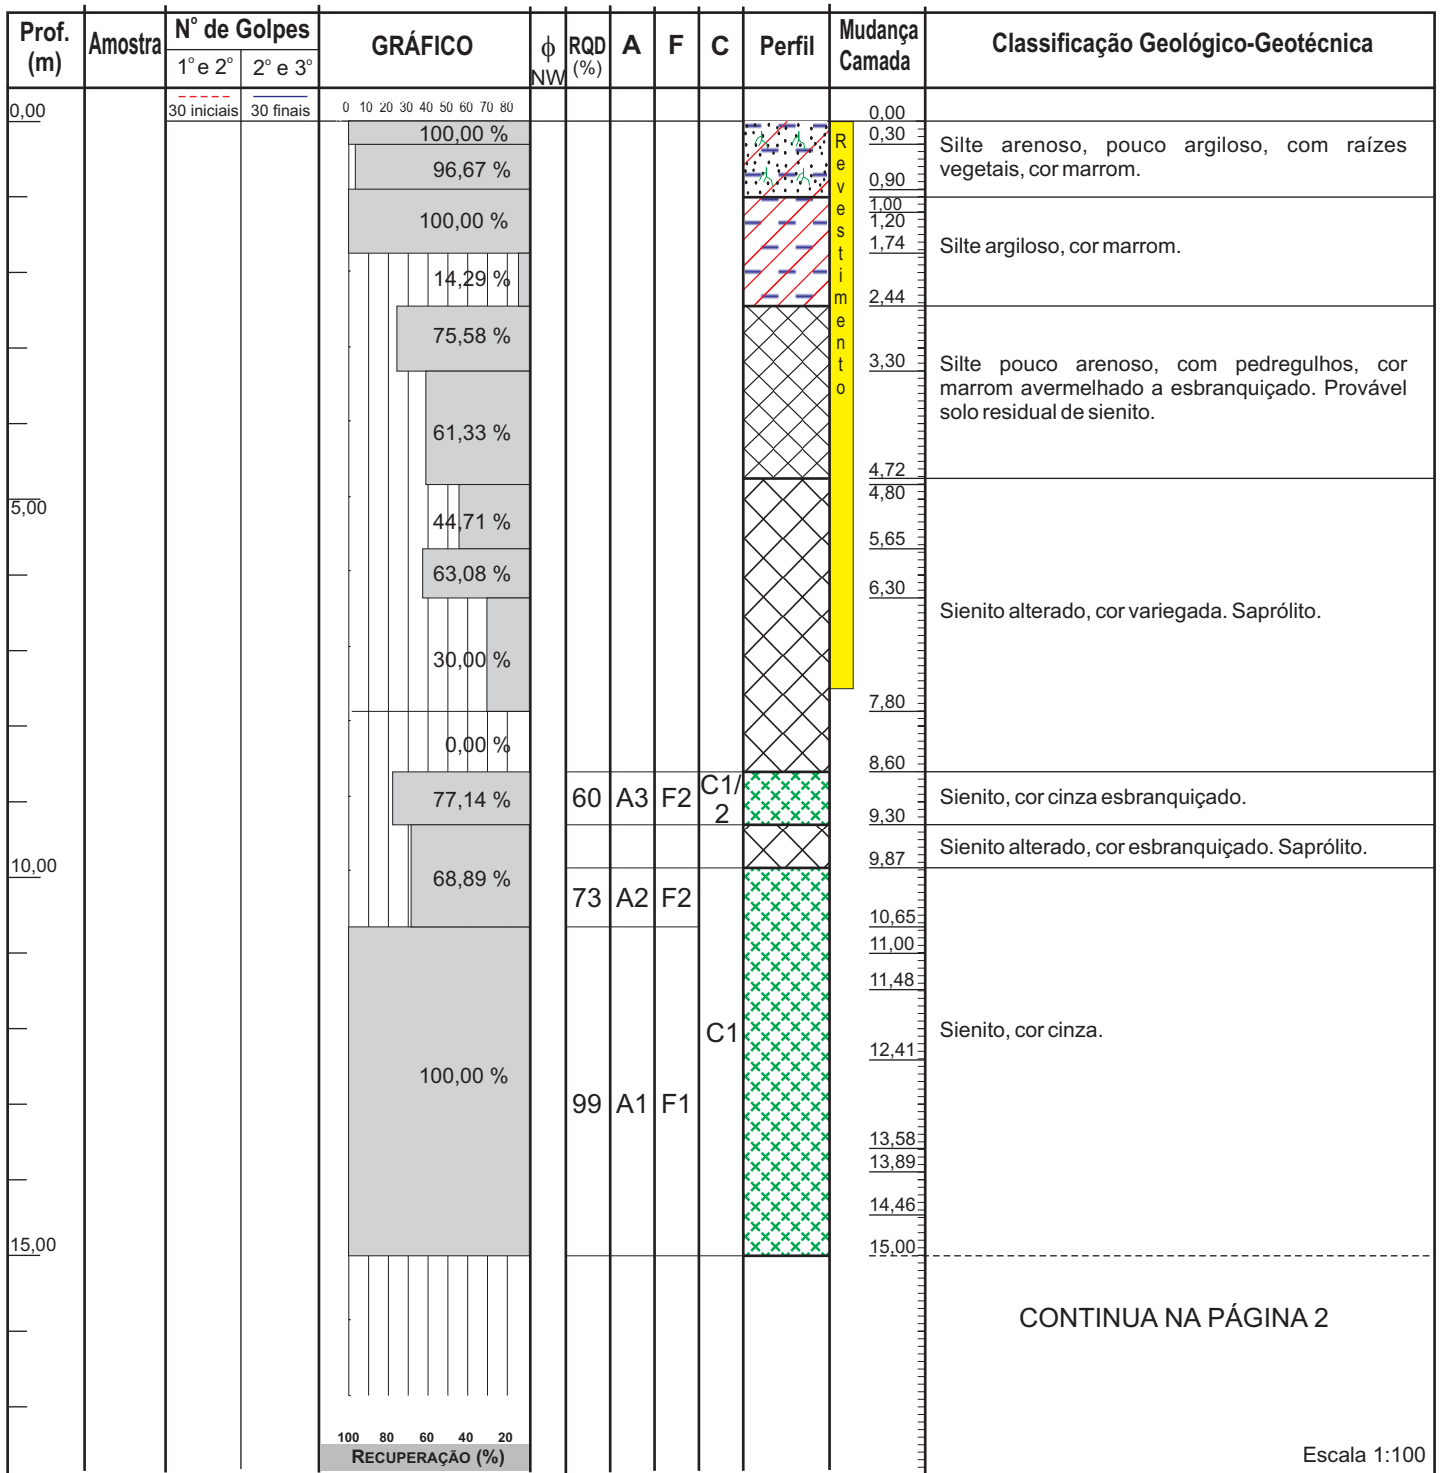 Prof. (m) Amostra N° de Golpes GRÁFICO ϕ NW RQD (%) A F C Perfil Mudança Camada Classificação Geológico-Geotécnica
1° e 2° 2° e 3°
30 iniciais 30 finais
0 10 20 30 40 50 60 70 80
0,00
0,00
100,00 %
0,30
Silte arenoso, pouco argiloso, com raízes
vegetais, cor marrom.
96,67 %
0,90
Revestimento
1,00
1,20
100,00 %
1,74
Silte argiloso, cor marrom.
14,29 %
2,44
75,58 %
3,30
Silte pouco arenoso, com pedregulhos, cor
marrom avermelhado a esbranquiçado. Provável
solo residual de sienito.
61,33 %
4,72
4,80
5,00
44,71 %
5,65
63,08 %
6,30
Sienito alterado, cor variegada. Saprólito.
30,00 %
7,80
0,00 %
8,60
77,14 % 60 A3 F2 C1/2
Sienito, cor cinza esbranquiçado.
9,30
Sienito alterado, cor esbranquiçado. Saprólito.
9,87
10,00
68,89 % 73 A2 F2
10,65
11,00
11,48
C1
Sienito, cor cinza.
12,41
100,00 %
99 A1 F1
13,58
13,89
14,46
15,00
15,00
CONTINUA NA PÁGINA 2
100 80 60 40 20
RECUPERAÇÃO (%)
Escala 1:100